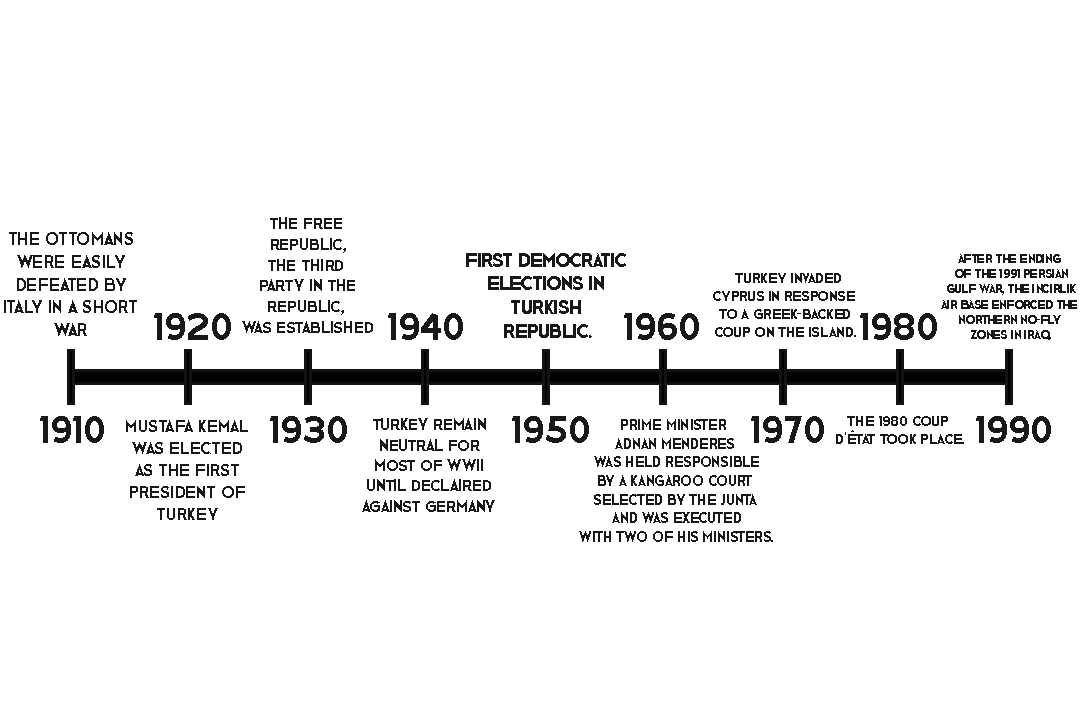 THE OTTOMANS
WERE EASILY
DEFEATED BY
ITALY IN A SHORT
WAR
1910
1920
MUSTAFA KEMAL
WAS ELECTED
AS THE FIRST
PRESIDENT OF
TURKEY
THE FREE
REPUBLIC,
THE THIRD
PARTY IN THE
REPUBLIC,
WAS ESTABLISHED
1930
1940
TURKEY REMAIN
NEUTRAL FOR
MOST OF WWII
UNTIL DECLAIRED
AGAINST GERMANY
FIRST DEMOCRATIC
ELECTIONS IN
TURKISH
REPUBLIC.
1950
1960
PRIME MINISTER
ADNAN MENDERES
WAS HELD RESPONSIBLE
BY A KANGAROO COURT
SELECTED BY THE JUNTA
AND WAS EXECUTED
WITH TWO OF HIS MINISTERS.
TURKEY INVADED
CYPRUS IN RESPONSE
TO A GREEK-BACKED
COUP ON THE ISLAND.
1970
1980
THE 1980 COUP
D'ÉTAT TOOK PLACE.
AFTER THE ENDING
OF THE 1991 PERSIAN
GULF WAR, THE INCIRLIK
AIR BASE ENFORCED THE
NORTHERN NO-FLY
ZONES IN IRAQ.
1990